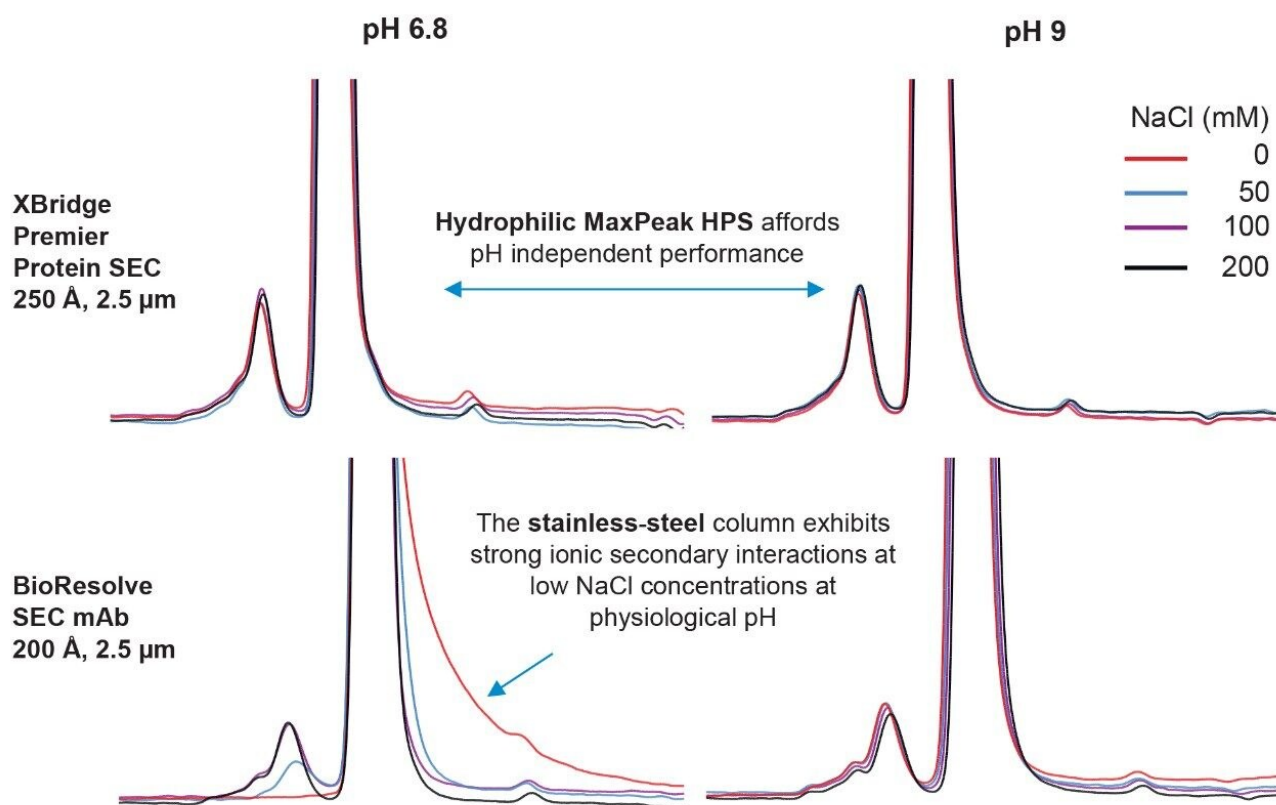 pH 6.8
pH 9
NaCl (mM)
0
50
100
200
XBridge
Premier
Protein SEC
250 Å, 2.5 µm
Hydrophilic MaxPeak HPS affords
pH independent performance
BioResolve
SEC mAb
200 Å, 2.5 µm
The stainless-steel column exhibits
strong ionic secondary interactions at
low NaCl concentrations at
physiological pH